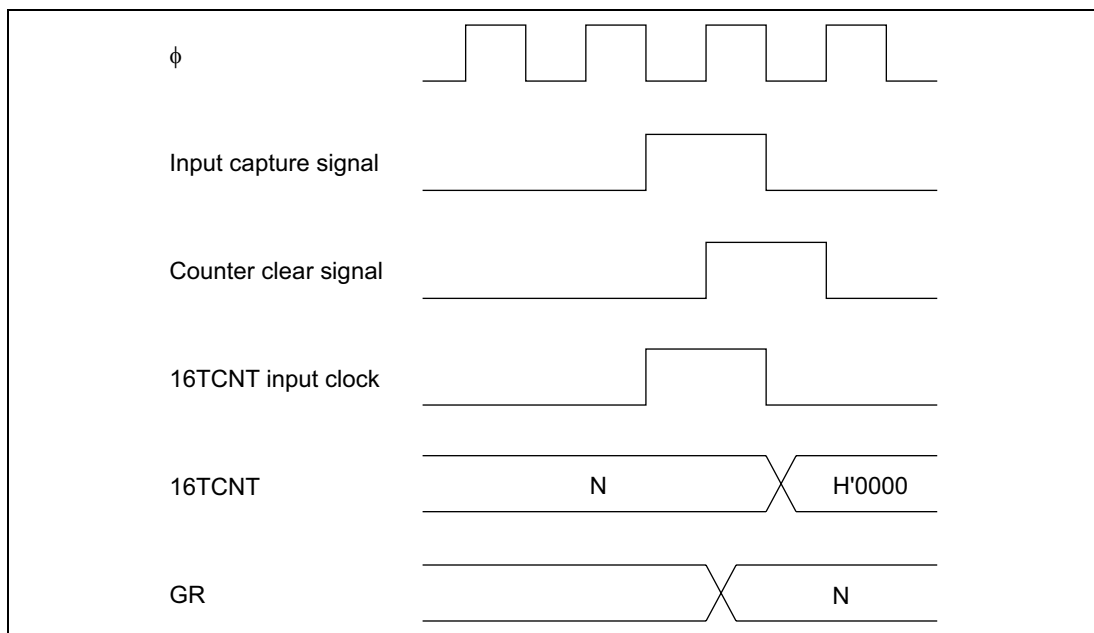 ϕ
Input capture signal
Counter clear signal
16TCNT input clock
16TCNT N H'0000
GR N